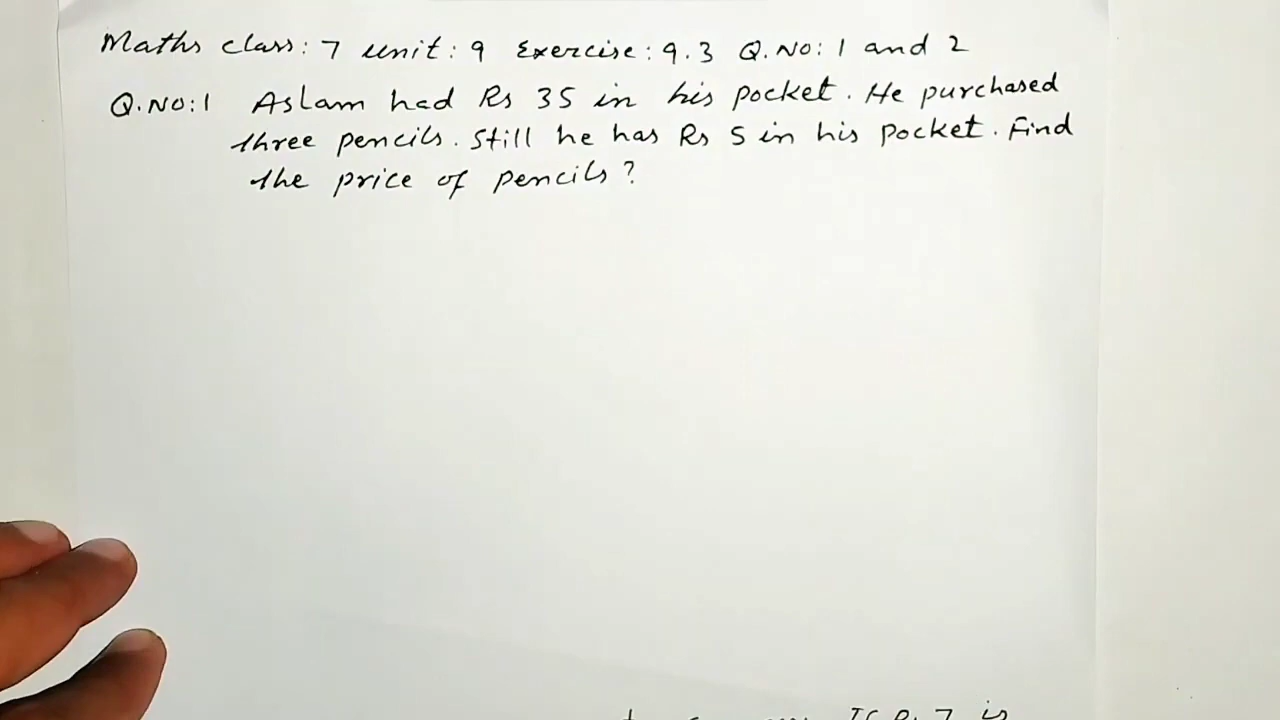 Maths class: 7 unit: 9 Exercise: 9.3 Q.NO: 1 and 2
Q.NO:1 Aslam had Rs 35 in his pocket. He purchased
three pencils. Still he has Rs 5 in his pocket. Find
the price of pencils?
7 is